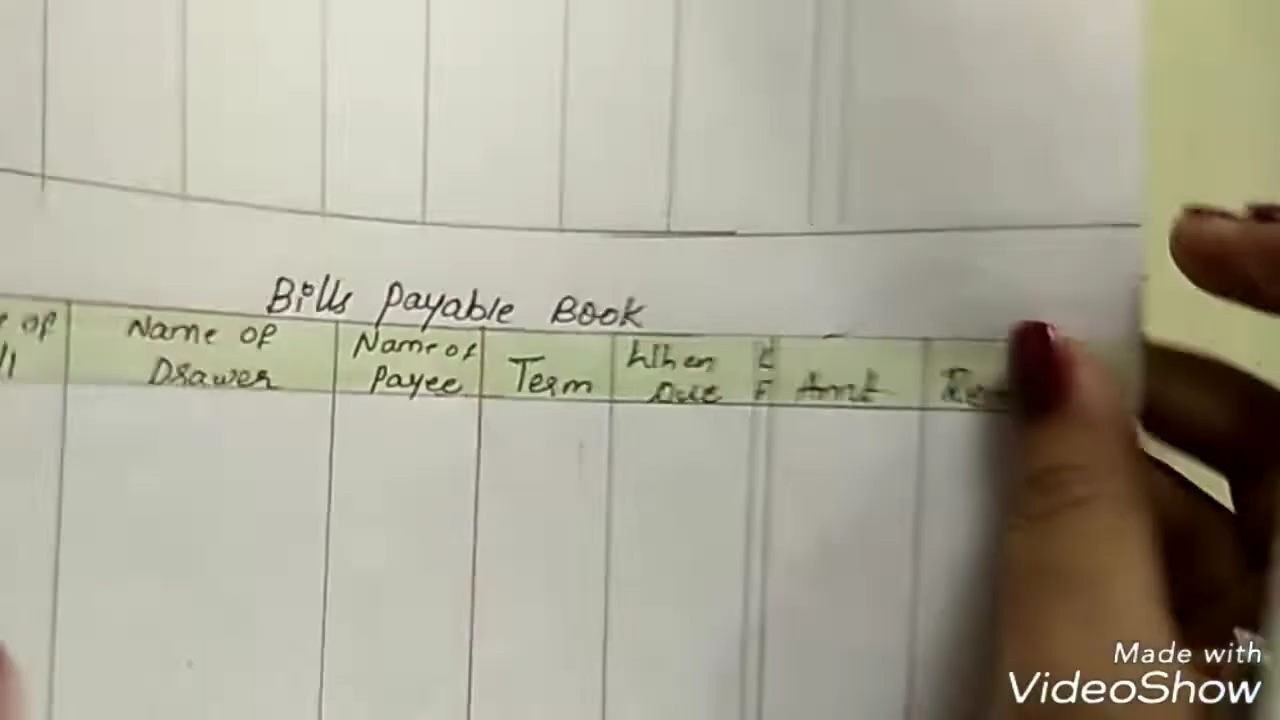 Bills Payable Book
Name of
Drawer
Name of
Payee
Term
When
Due
L
F
Amt
Made with
VideoShow